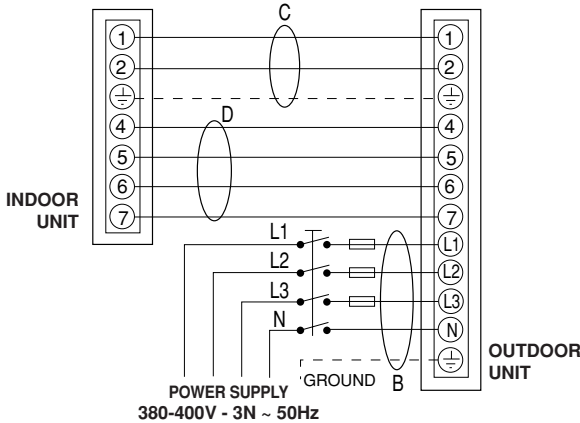 C
1 1
2 2
D
4 4
5 5
6 6
INDOOR
UNIT
7 7
L1 L1
L2 L2
L3 L3
N N
OUTDOOR
UNIT
GROUND B
POWER SUPPLY
380-400V - 3N ~ 50Hz